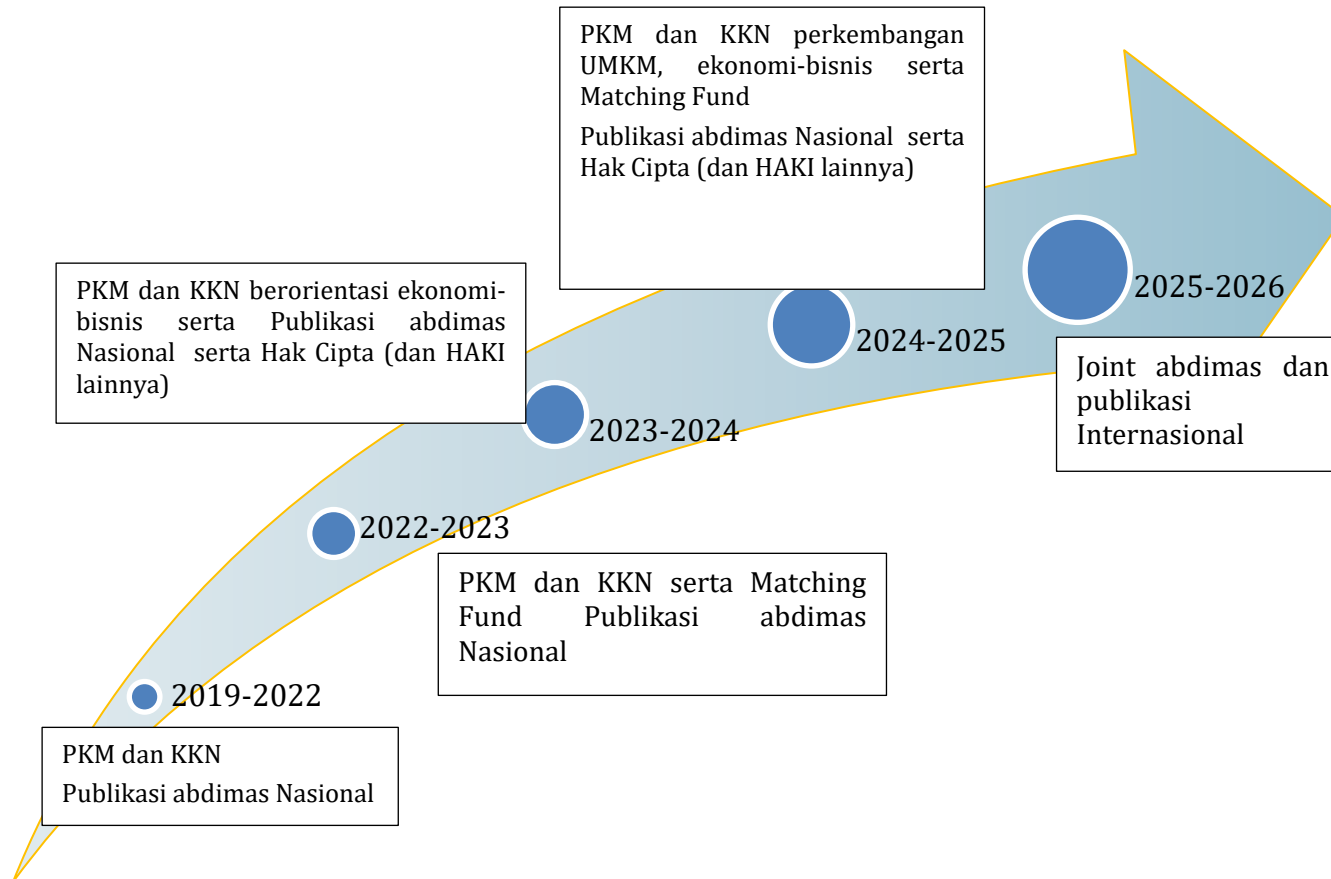 PKM dan KKN perkembangan
UMKM, ekonomi-bisnis serta
Matching Fund
Publikasi abdimas Nasional serta
Hak Cipta (dan HAKI lainnya)
2025-2026
PKM dan KKN berorientasi ekonomi-
bisnis serta Publikasi abdimas
Nasional serta Hak Cipta (dan HAKI
lainnya)
2024-2025
Joint abdimas dan
publikasi
Internasional
2023-2024
2022-2023
PKM dan KKN serta Matching
Fund Publikasi abdimas
Nasional
2019-2022
PKM dan KKN
Publikasi abdimas Nasional